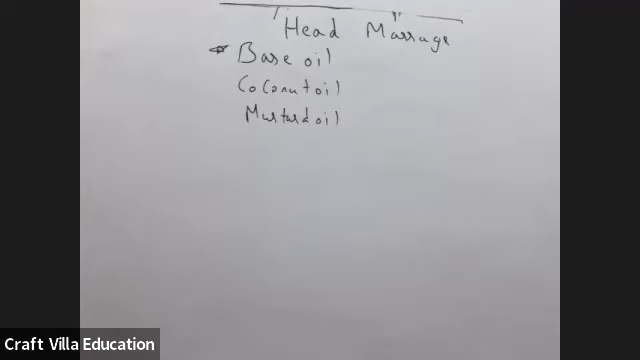 Head Massage
Base oil
Coconut oil
Mustard oil
Craft Villa Education